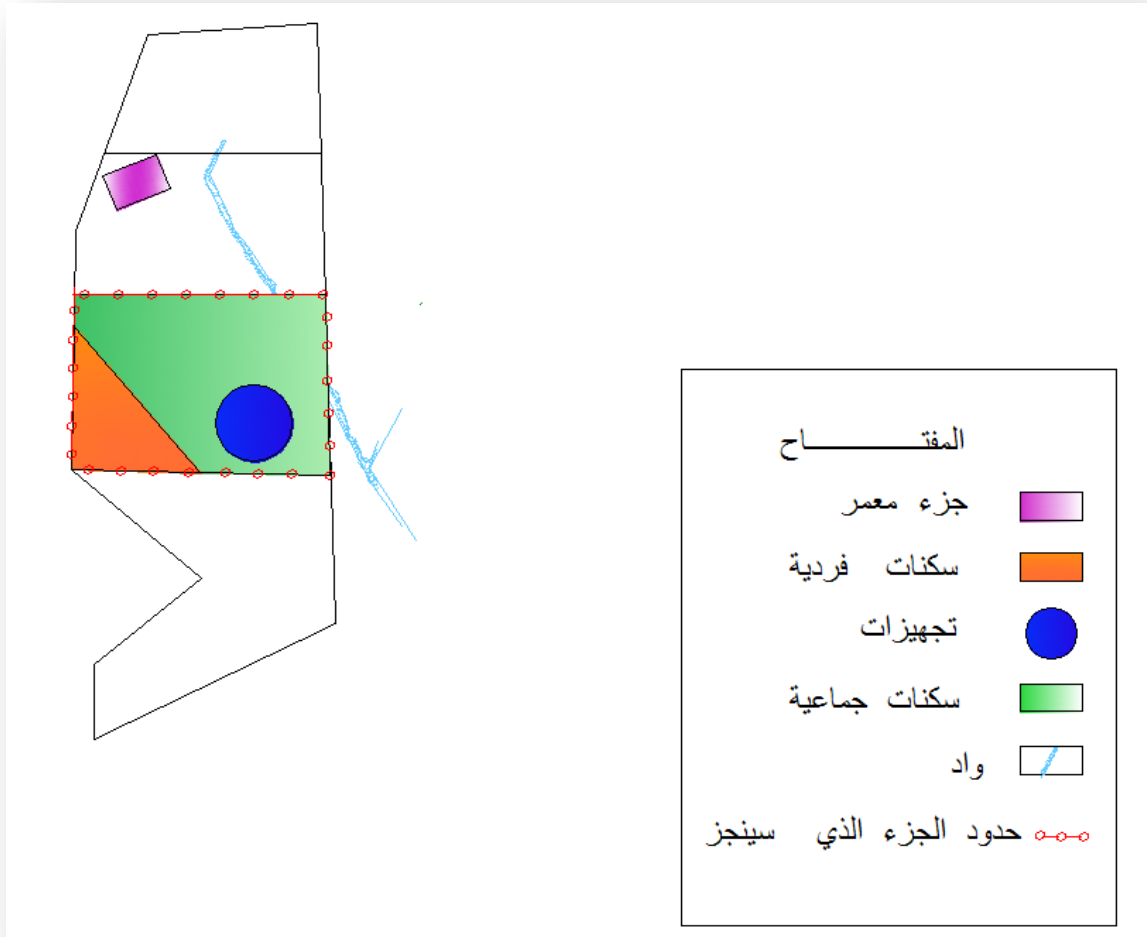 المفتـــــــــاح
جزء معمر
سكنات فردية
تجهيزات
سكنات جماعية
واد
حدود الجزء الذي سينجز